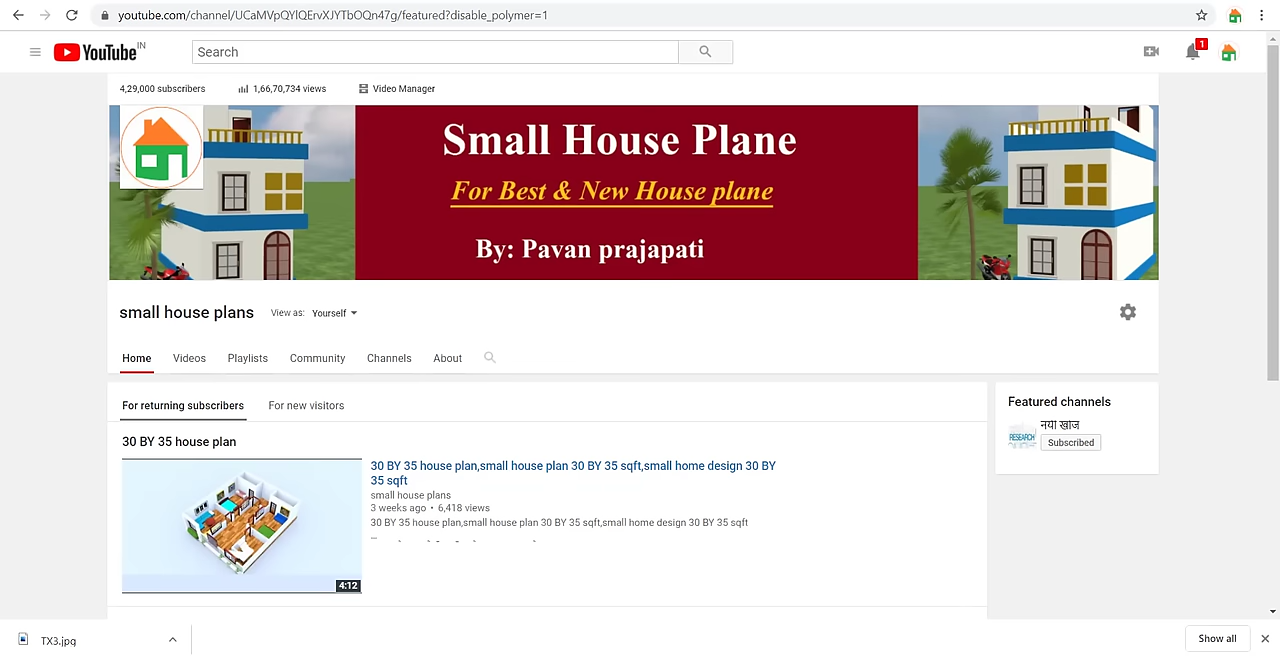 youtube.com/channel/UCaMVpQYlQErvXJYTbOQn47g/featured?disable_polymer=1
YouTube IN
Search
1
4,29,000 subscribers
1,66,70,734 views
Video Manager
Small House Plane
For Best & New House plane
By: Pavan prajapati
small house plans
View as: Yourself
Home
Videos
Playlists
Community
Channels
About
For returning subscribers
For new visitors
Featured channels
नया खोज
RESEARCH
Subscribed
30 BY 35 house plan
30 BY 35 house plan,small house plan 30 BY 35 sqft,small home design 30 BY
35 sqft
small house plans
3 weeks ago • 6,418 views
30 BY 35 house plan,small house plan 30 BY 35 sqft,small home design 30 BY 35 sqft
4:12
TX3.jpg
Show all